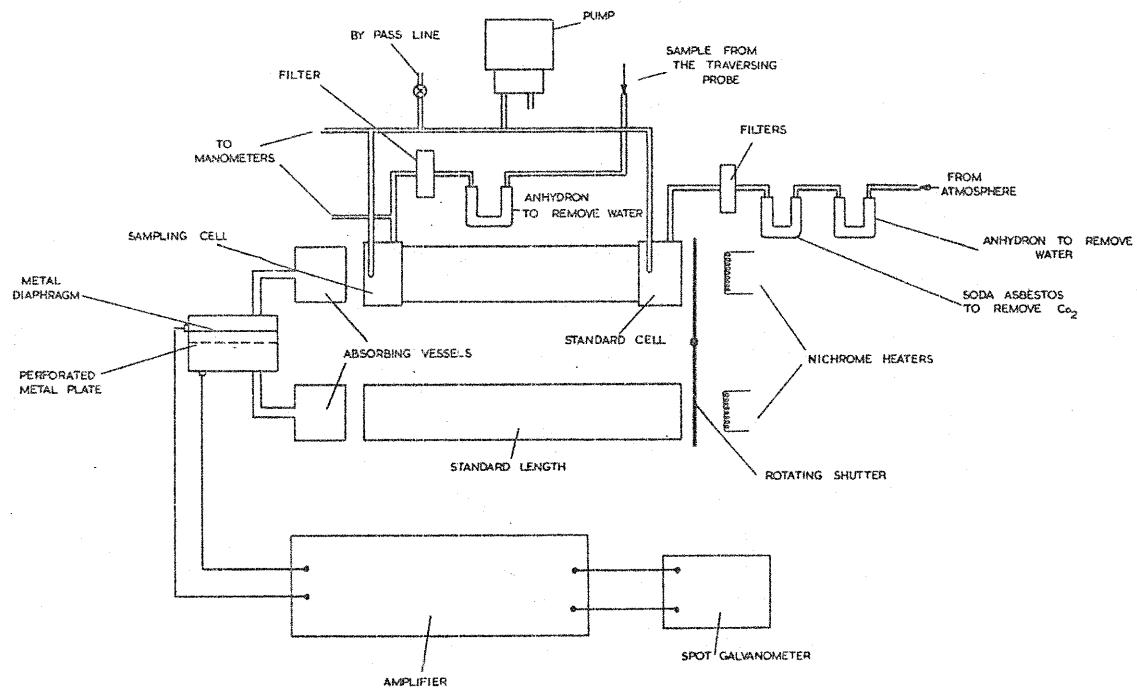 PUMP
BY PASS LINE
SAMPLE FROM
THE TRAVERSING
PROBE
FILTER
FILTERS
TO
MANOMETERS
FROM
ATMOSPHERE
ANHYDRON
TO REMOVE WATER
SAMPLING CELL
ANHYDRON TO REMOVE
WATER
METAL
DIAPHRAGM
SODA ASBESTOS
TO REMOVE Co2
STANDARD CELL
ABSORBING VESSELS
NICHROME HEATERS
PERFORATED
METAL PLATE
STANDARD LENGTH
ROTATING SHUTTER
SPOT GALVANOMETER
AMPLIFIER